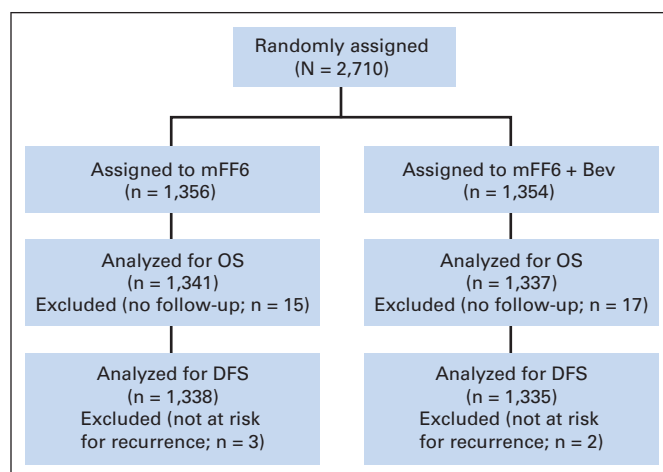 Randomly assigned
(N = 2,710)
Assigned to mFF6
(n = 1,356)
Assigned to mFF6 + Bev
(n = 1,354)
Analyzed for OS
(n = 1,341)
Excluded (no follow-up; n = 15)
Analyzed for OS
(n = 1,337)
Excluded (no follow-up; n = 17)
Analyzed for DFS
(n = 1,338)
Excluded (not at risk
for recurrence; n = 3)
Analyzed for DFS
(n = 1,335)
Excluded (not at risk
for recurrence; n = 2)